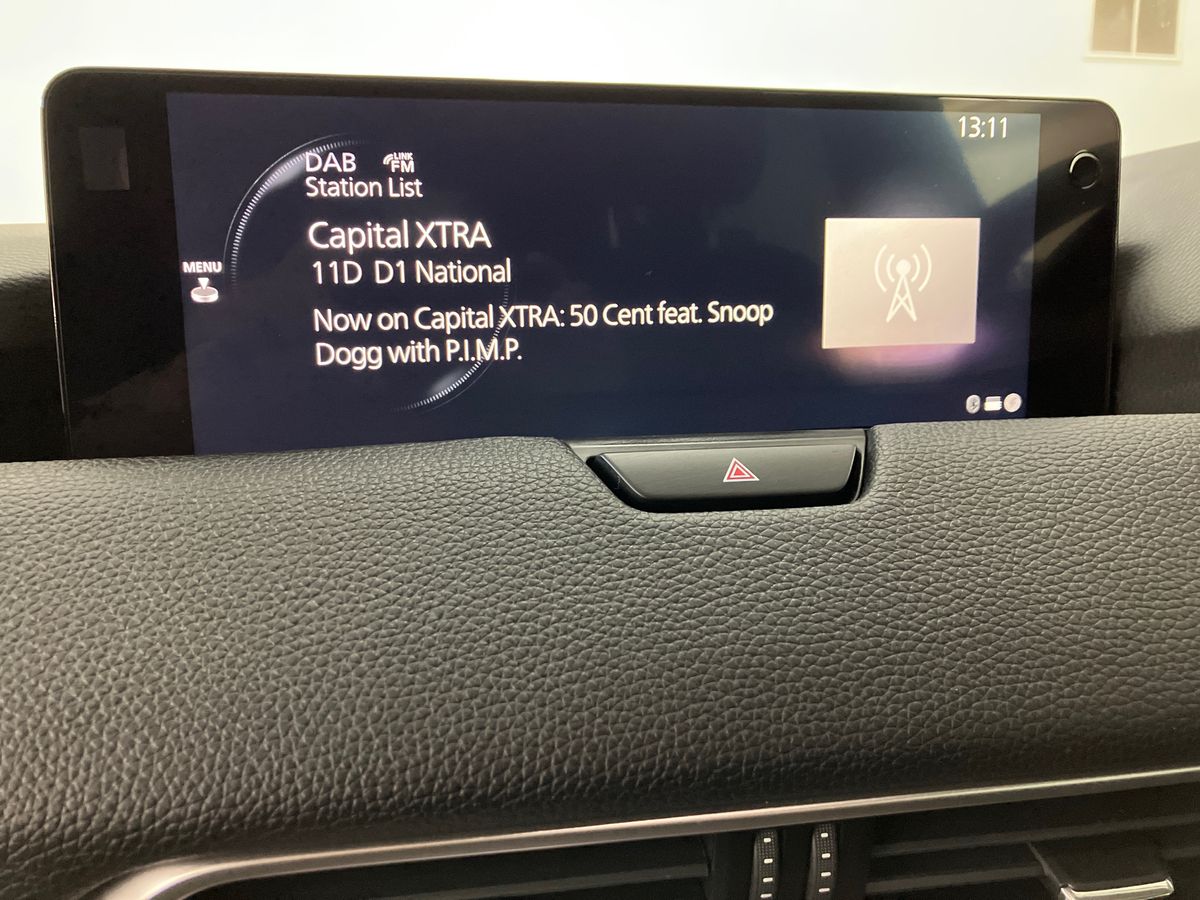 13:11
DAB LINK FM
Station List
Capital XTRA
MENU
11D D1 National
Now on Capital XTRA: 50 Cent feat. Snoop
Dogg with P.I.M.P.